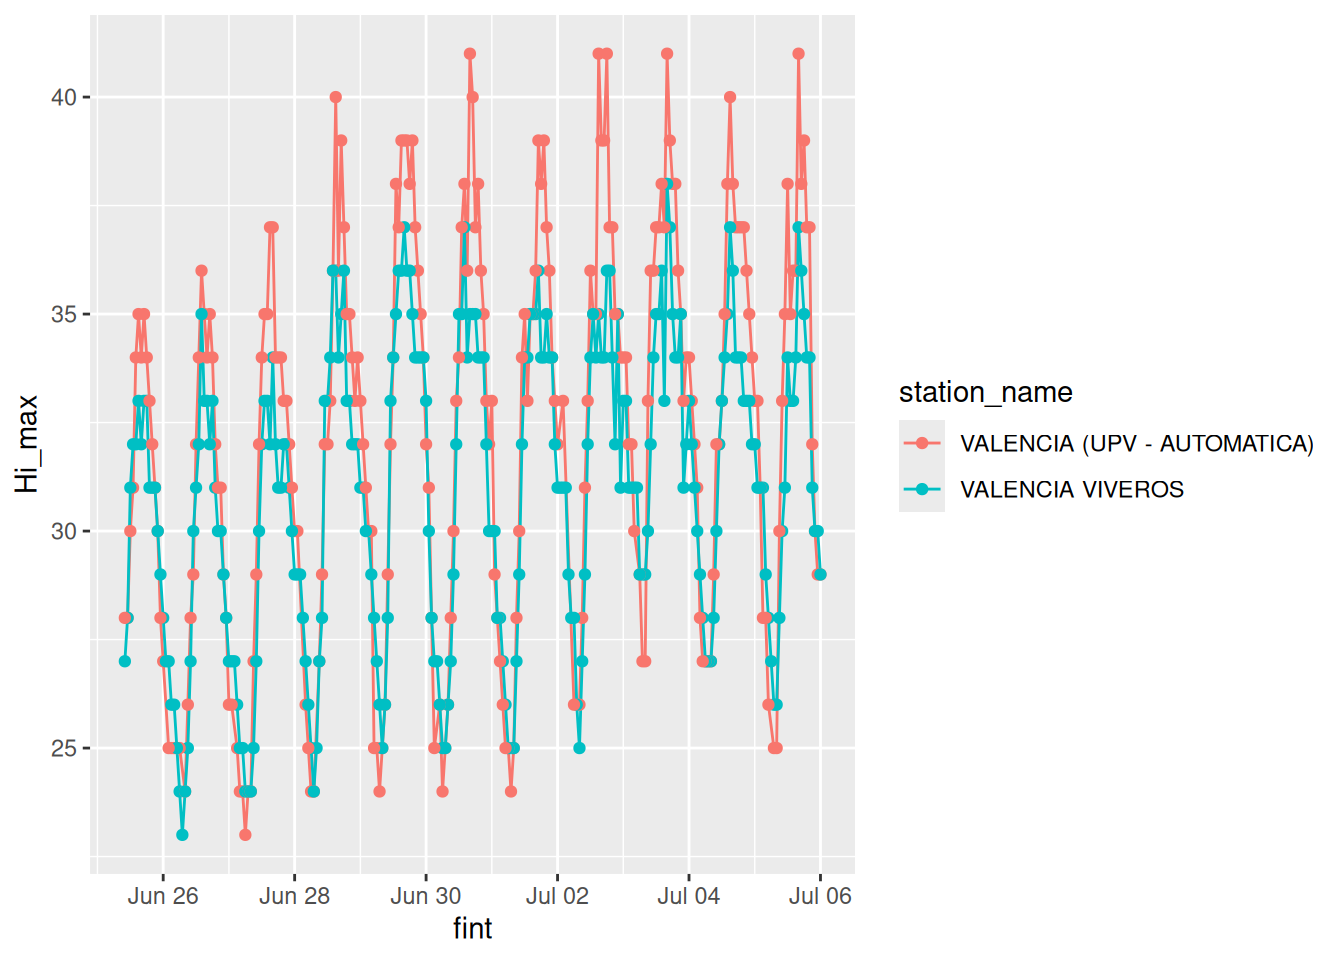 40
35
30
25
Hi_max
Jun 26 Jun 28 Jun 30 Jul 02 Jul 04 Jul 06
fint
station_name
VALENCIA (UPV - AUTOMATICA)
VALENCIA VIVEROS